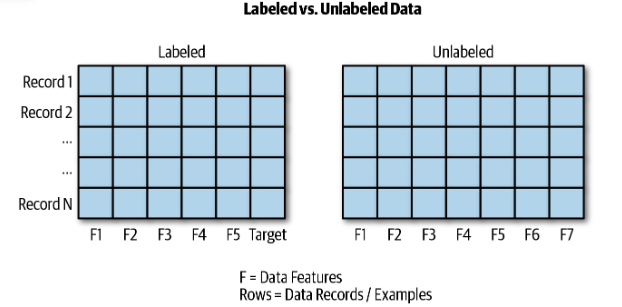 Labeled vs. Unlabeled Data
Labeled
Unlabeled
Record 1
Record 2
...
...
Record N
F1 F2 F3 F4 F5 Target
F1 F2 F3 F4 F5 F6 F7
F = Data Features
Rows = Data Records / Examples